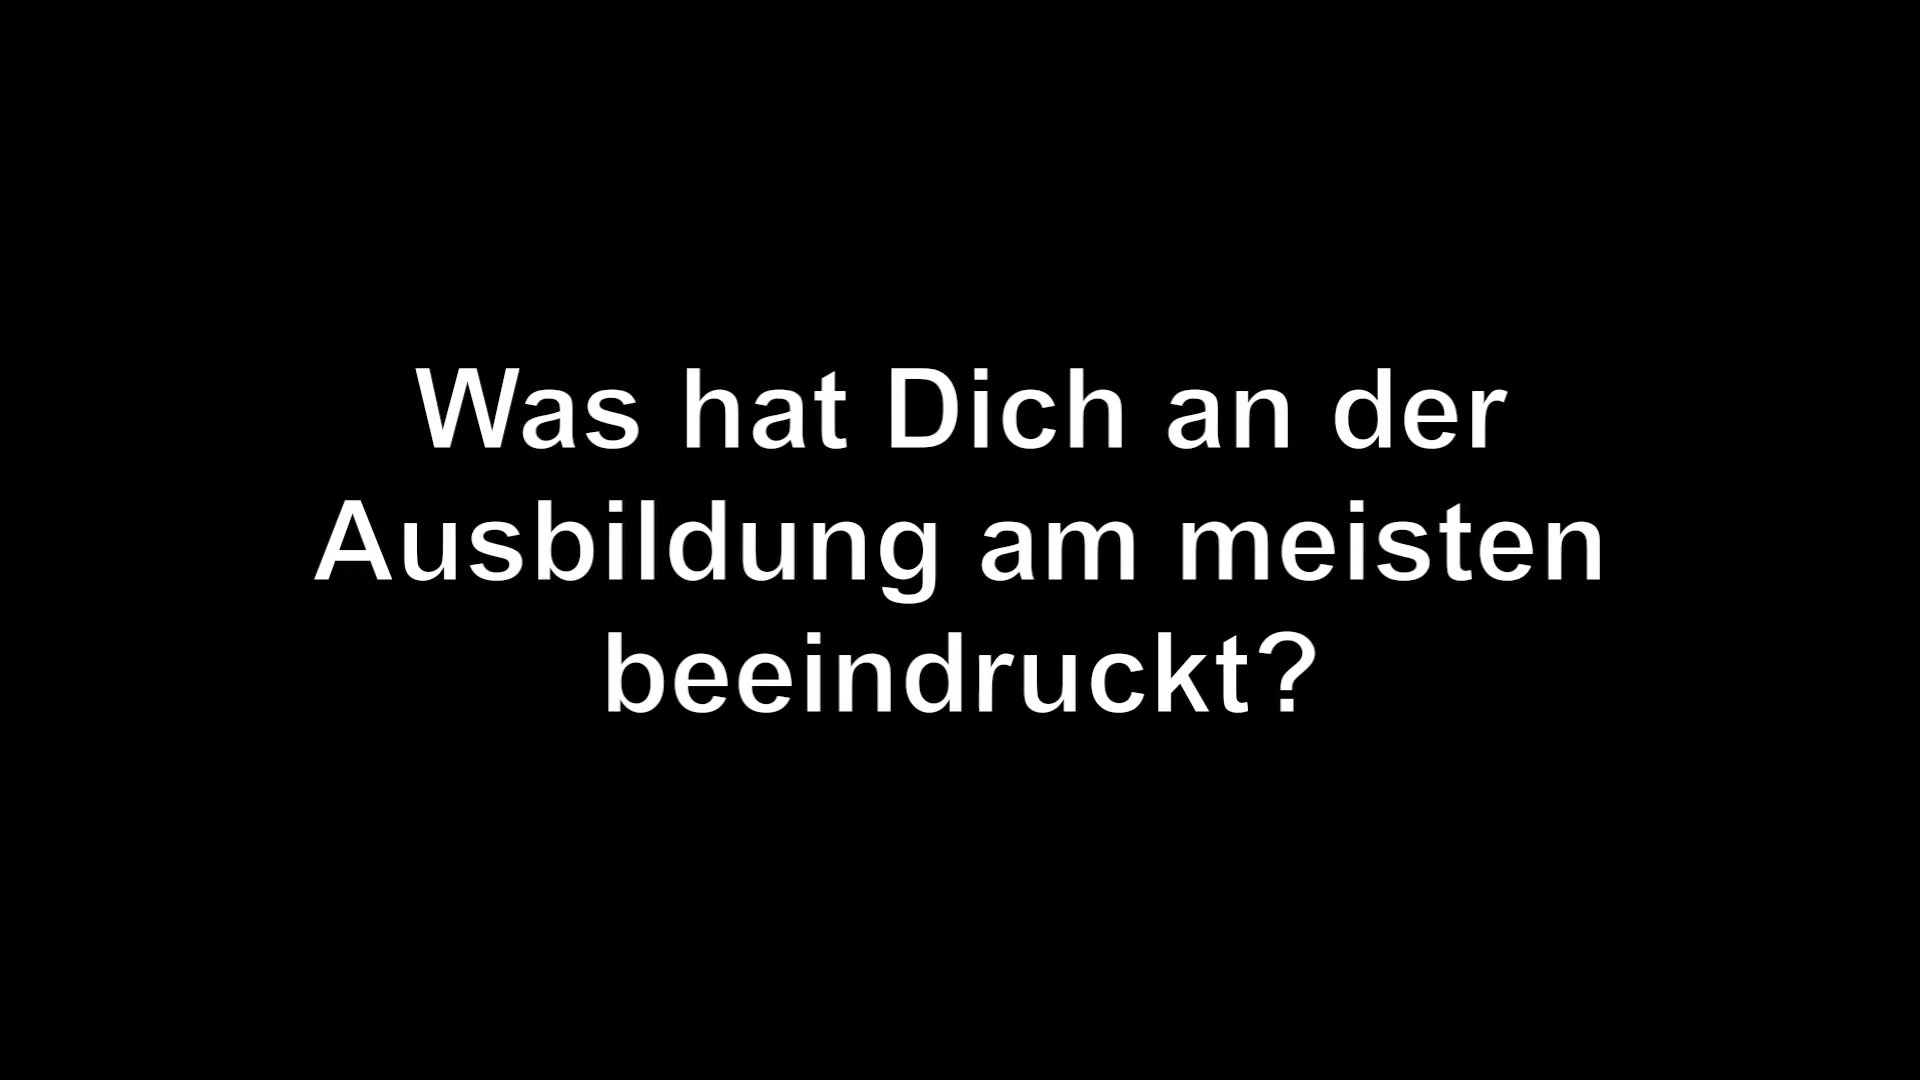 Was hat Dich an der
Ausbildung am meisten
beeindruckt?